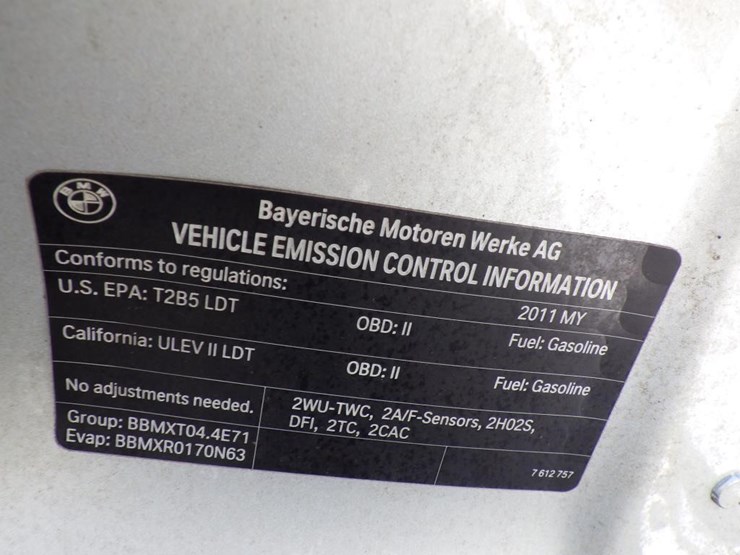 BMW
Bayerische Motoren Werke AG
VEHICLE EMISSION CONTROL INFORMATION
Conforms to regulations:
2011 MY
U.S. EPA: T2B5 LDT
OBD: II
Fuel: Gasoline
California: ULEV II LDT
OBD: II
Fuel: Gasoline
No adjustments needed.
2WU-TWC, 2A/F-Sensors, 2H02S,
DFI, 2TC, 2CAC
Group: BBMXT04.4E71
Evap: BBMXR0170N63
7 612 757